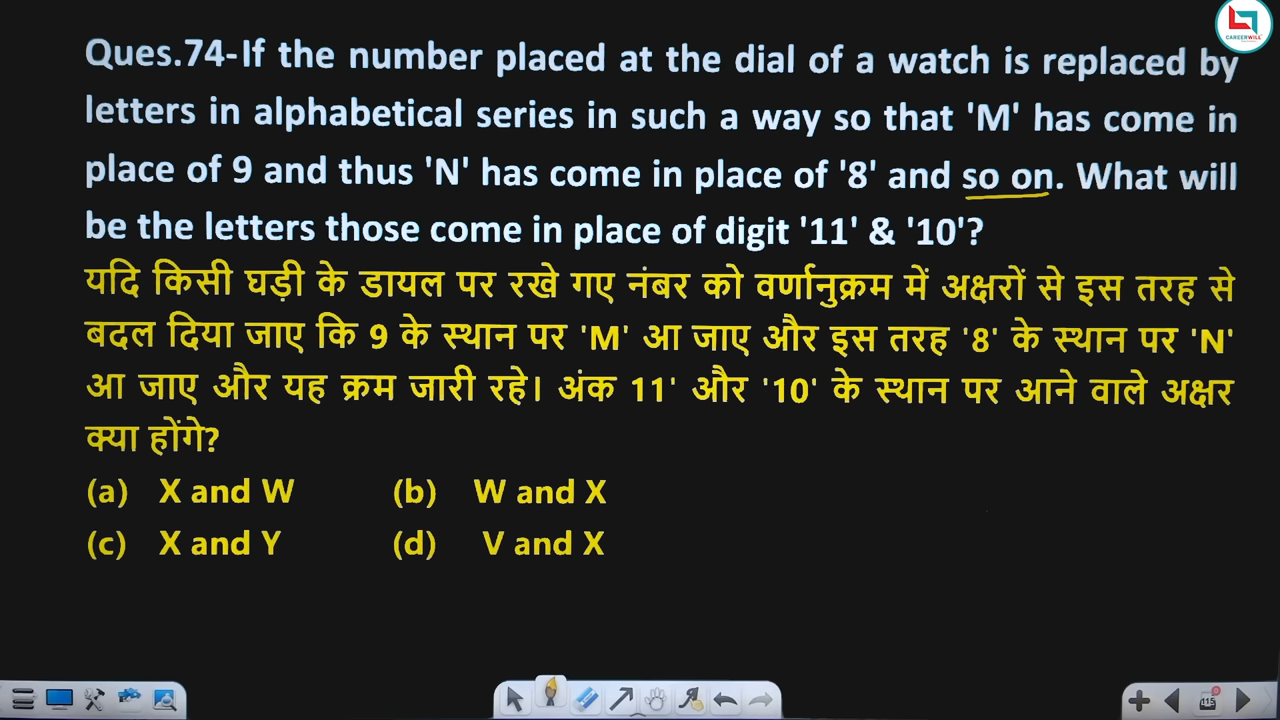 CAREERWILL
Ques.74-If the number placed at the dial of a watch is replaced by
letters in alphabetical series in such a way so that 'M' has come in
place of 9 and thus 'N' has come in place of '8' and so on. What will
be the letters those come in place of digit '11' & '10'?
यदि किसी घड़ी के डायल पर रखे गए नंबर को वर्णानुक्रम में अक्षरों से इस तरह से
बदल दिया जाए कि 9 के स्थान पर 'M' आ जाए और इस तरह '8' के स्थान पर 'N'
आ जाए और यह क्रम जारी रहे। अंक 11' और '10' के स्थान पर आने वाले अक्षर
क्या होंगे?
(a) X and W (b) W and X
(c) X and Y (d) V and X